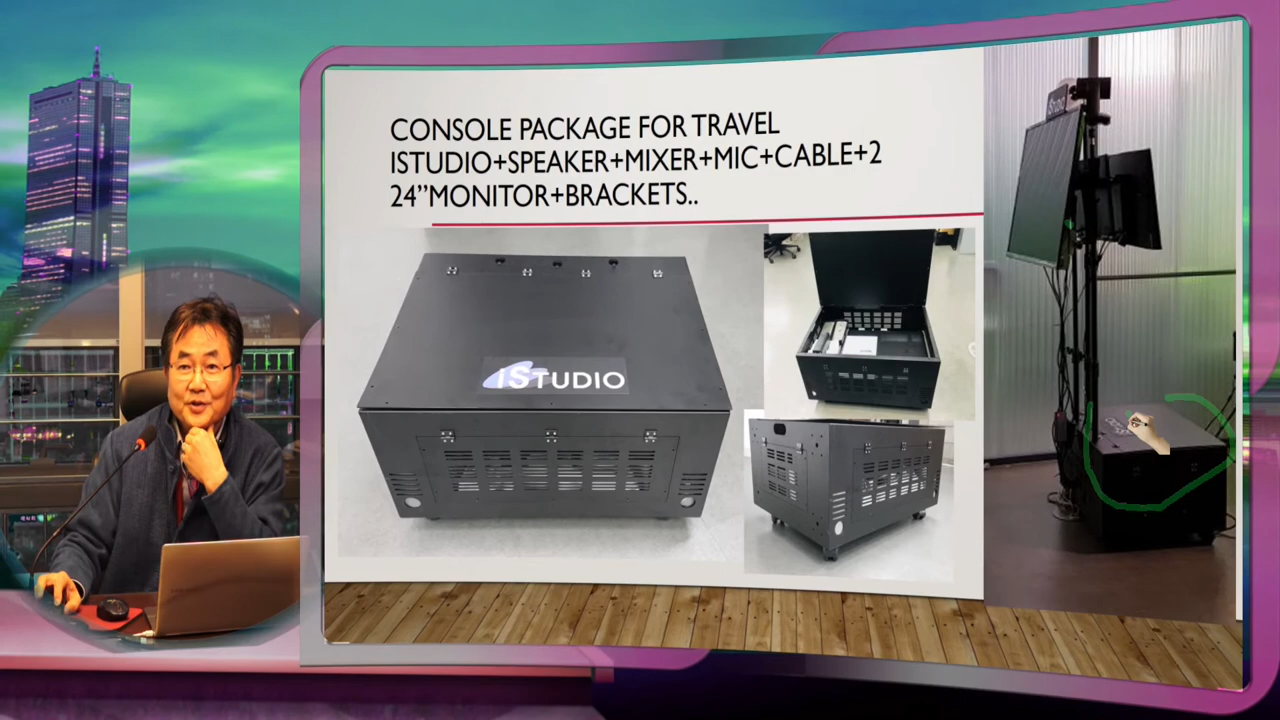 CONSOLE PACKAGE FOR TRAVEL
ISTUDIO+SPEAKER+MIXER+MIC+CABLE+2
24”MONITOR+BRACKETS..
iSTUDIO